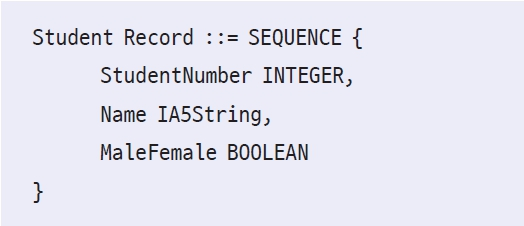 Student Record ::= SEQUENCE {
StudentNumber INTEGER,
Name IA5String,
MaleFemale BOOLEAN
}